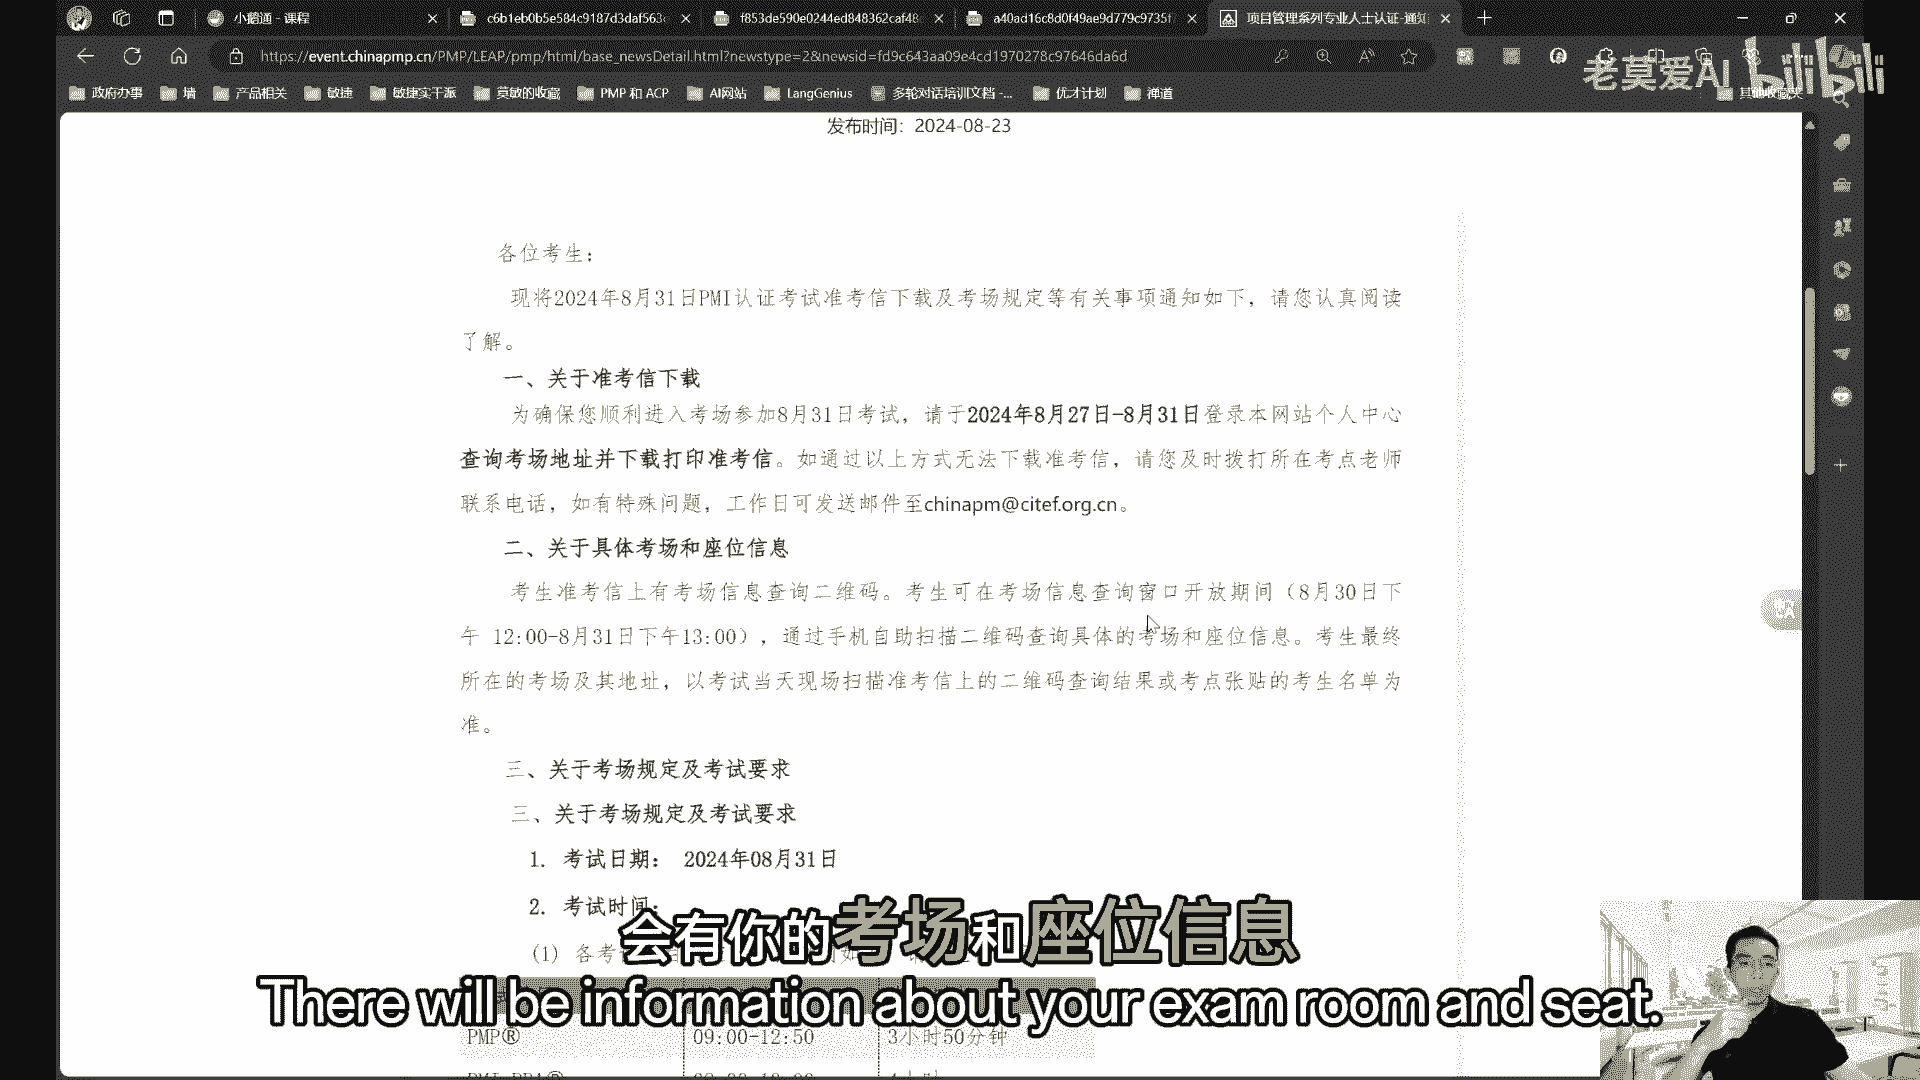 小鹅通 - 课程
c6b1eb0b5e584c9187d3daf563c
f853de590e0244ed848362caf48
a40ad16c8d0f49ae9d779c9735f
项目管理系列专业人士认证-通知
https://event.chinapmp.cn/PMP/LEAP/pmp/html/base_newsDetail.html?newstype=2&newsid=fd9c643aa09e4cd1970278c97646da6d
老莫爱AI bilibili
政府办事 墙 产品相关 敏捷 敏捷实干派 莫敏的收藏 PMP 和 ACP AI网站 LangGenius 多轮对话培训文档 -... 优才计划 禅道 其他收藏夹
发布时间：2024-08-23
各位考生：
现将2024年8月31日PMI认证考试准考信下载及考场规定等有关事项通知如下，请您认真阅读
了解。
一、关于准考信下载
为确保您顺利进入考场参加8月31日考试，请于2024年8月27日-8月31日登录本网站个人中心
查询考场地址并下载打印准考信。如通过以上方式无法下载准考信，请您及时拨打所在考点老师
联系电话，如有特殊问题，工作日可发送邮件至chinapm@citef.org.cn。
二、关于具体考场和座位信息
考生准考信上有考场信息查询二维码。考生可在考场信息查询窗口开放期间（8月30日下
午 12:00-8月31日下午13:00），通过手机自助扫描二维码查询具体的考场和座位信息。考生最终
所在的考场及其地址，以考试当天现场扫描准考信上的二维码查询结果或考点张贴的考生名单为
准。
三、关于考场规定及考试要求
三、关于考场规定及考试要求
1. 考试日期： 2024年08月31日
2. 考试时间：
会有你的考场和座位信息
(1) 各考
There will be information about your exam room and seat.
PMP® 09:00-12:50 3小时50分钟